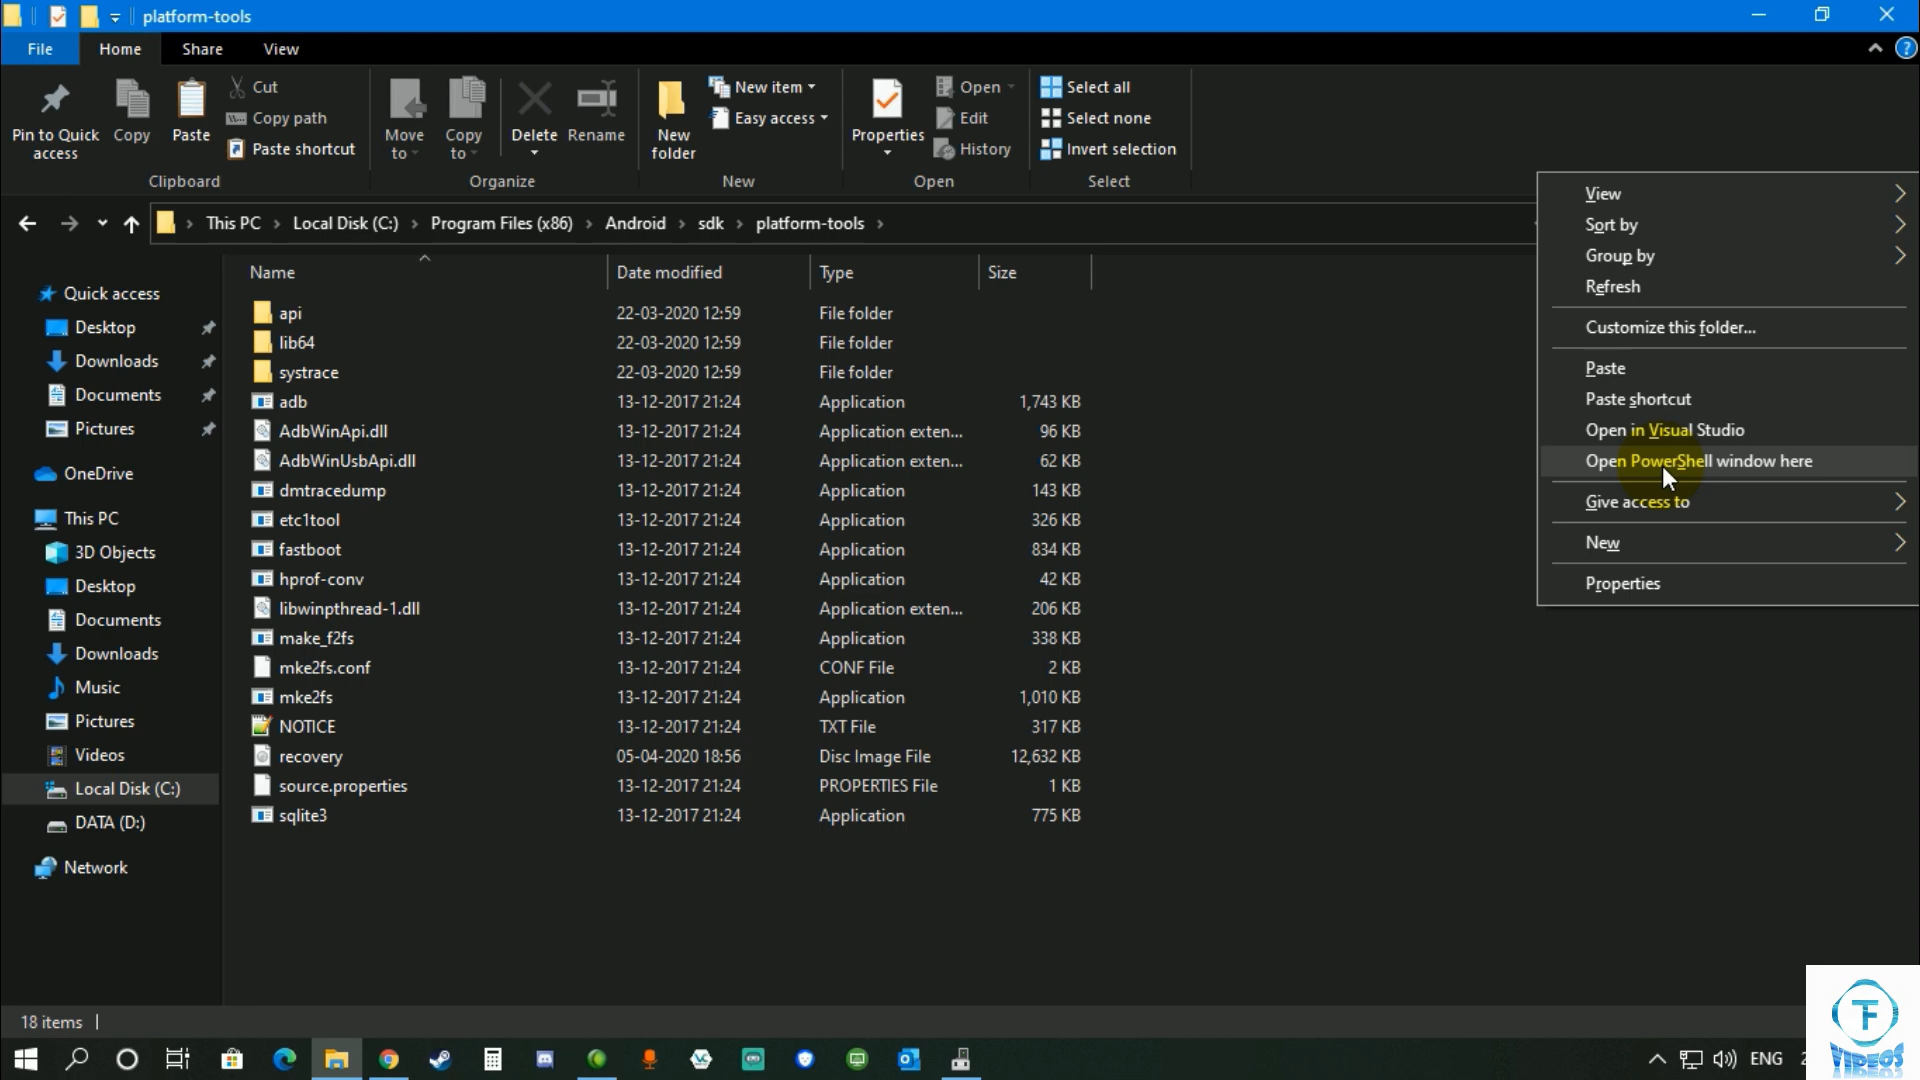 platform-tools
File
Home
Share
View
Pin to Quick access
Copy
Paste
Cut
Copy path
Paste shortcut
Clipboard
Move to
Copy to
Delete
Rename
Organize
New folder
New item
Easy access
New
Properties
Open
Edit
History
Open
Select all
Select none
Invert selection
Select
This PC
Local Disk (C:)
Program Files (x86)
Android
sdk
platform-tools
Quick access
Desktop
Downloads
Documents
Pictures
OneDrive
This PC
3D Objects
Desktop
Documents
Downloads
Music
Pictures
Videos
Local Disk (C:)
DATA (D:)
Network
Name Date modified Type Size
api 22-03-2020 12:59 File folder
lib64 22-03-2020 12:59 File folder
systrace 22-03-2020 12:59 File folder
adb 13-12-2017 21:24 Application 1,743 KB
AdbWinApi.dll 13-12-2017 21:24 Application exten... 96 KB
AdbWinUsbApi.dll 13-12-2017 21:24 Application exten... 62 KB
dmtracedump 13-12-2017 21:24 Application 143 KB
etc1tool 13-12-2017 21:24 Application 326 KB
fastboot 13-12-2017 21:24 Application 834 KB
hprof-conv 13-12-2017 21:24 Application 42 KB
libwinpthread-1.dll 13-12-2017 21:24 Application exten... 206 KB
make_f2fs 13-12-2017 21:24 Application 338 KB
mke2fs.conf 13-12-2017 21:24 CONF File 2 KB
mke2fs 13-12-2017 21:24 Application 1,010 KB
NOTICE 13-12-2017 21:24 TXT File 317 KB
recovery 05-04-2020 18:56 Disc Image File 12,632 KB
source.properties 13-12-2017 21:24 PROPERTIES File 1 KB
sqlite3 13-12-2017 21:24 Application 775 KB
View
Sort by
Group by
Refresh
Customize this folder...
Paste
Paste shortcut
Open in Visual Studio
Open PowerShell window here
Give access to
New
Properties
18 items
ENG
TF
VIDEOS